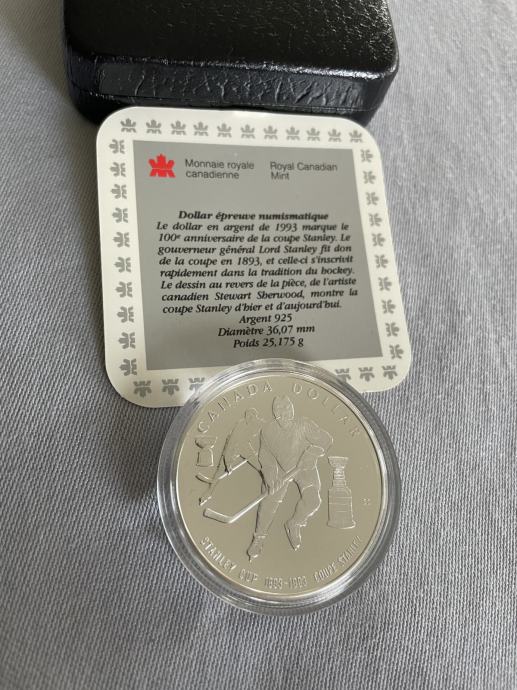 Monnaie royale
canadienne
Royal Canadian
Mint
Dollar épreuve numismatique
Le dollar en argent de 1993 marque le
100e anniversaire de la coupe Stanley. Le
gouverneur général Lord Stanley fit don
de la coupe en 1893, et celle-ci s'inscrivit
rapidement dans la tradition du hockey.
Le dessin au revers de la pièce, de l'artiste
canadien Stewart Sherwood, montre la
coupe Stanley d'hier et d'aujourd'hui.
Argent 925
Diamètre 36,07 mm
Poids 25,175 g
CANADA DOLLAR
STANLEY CUP 1893-1993 COUPE STANLEY